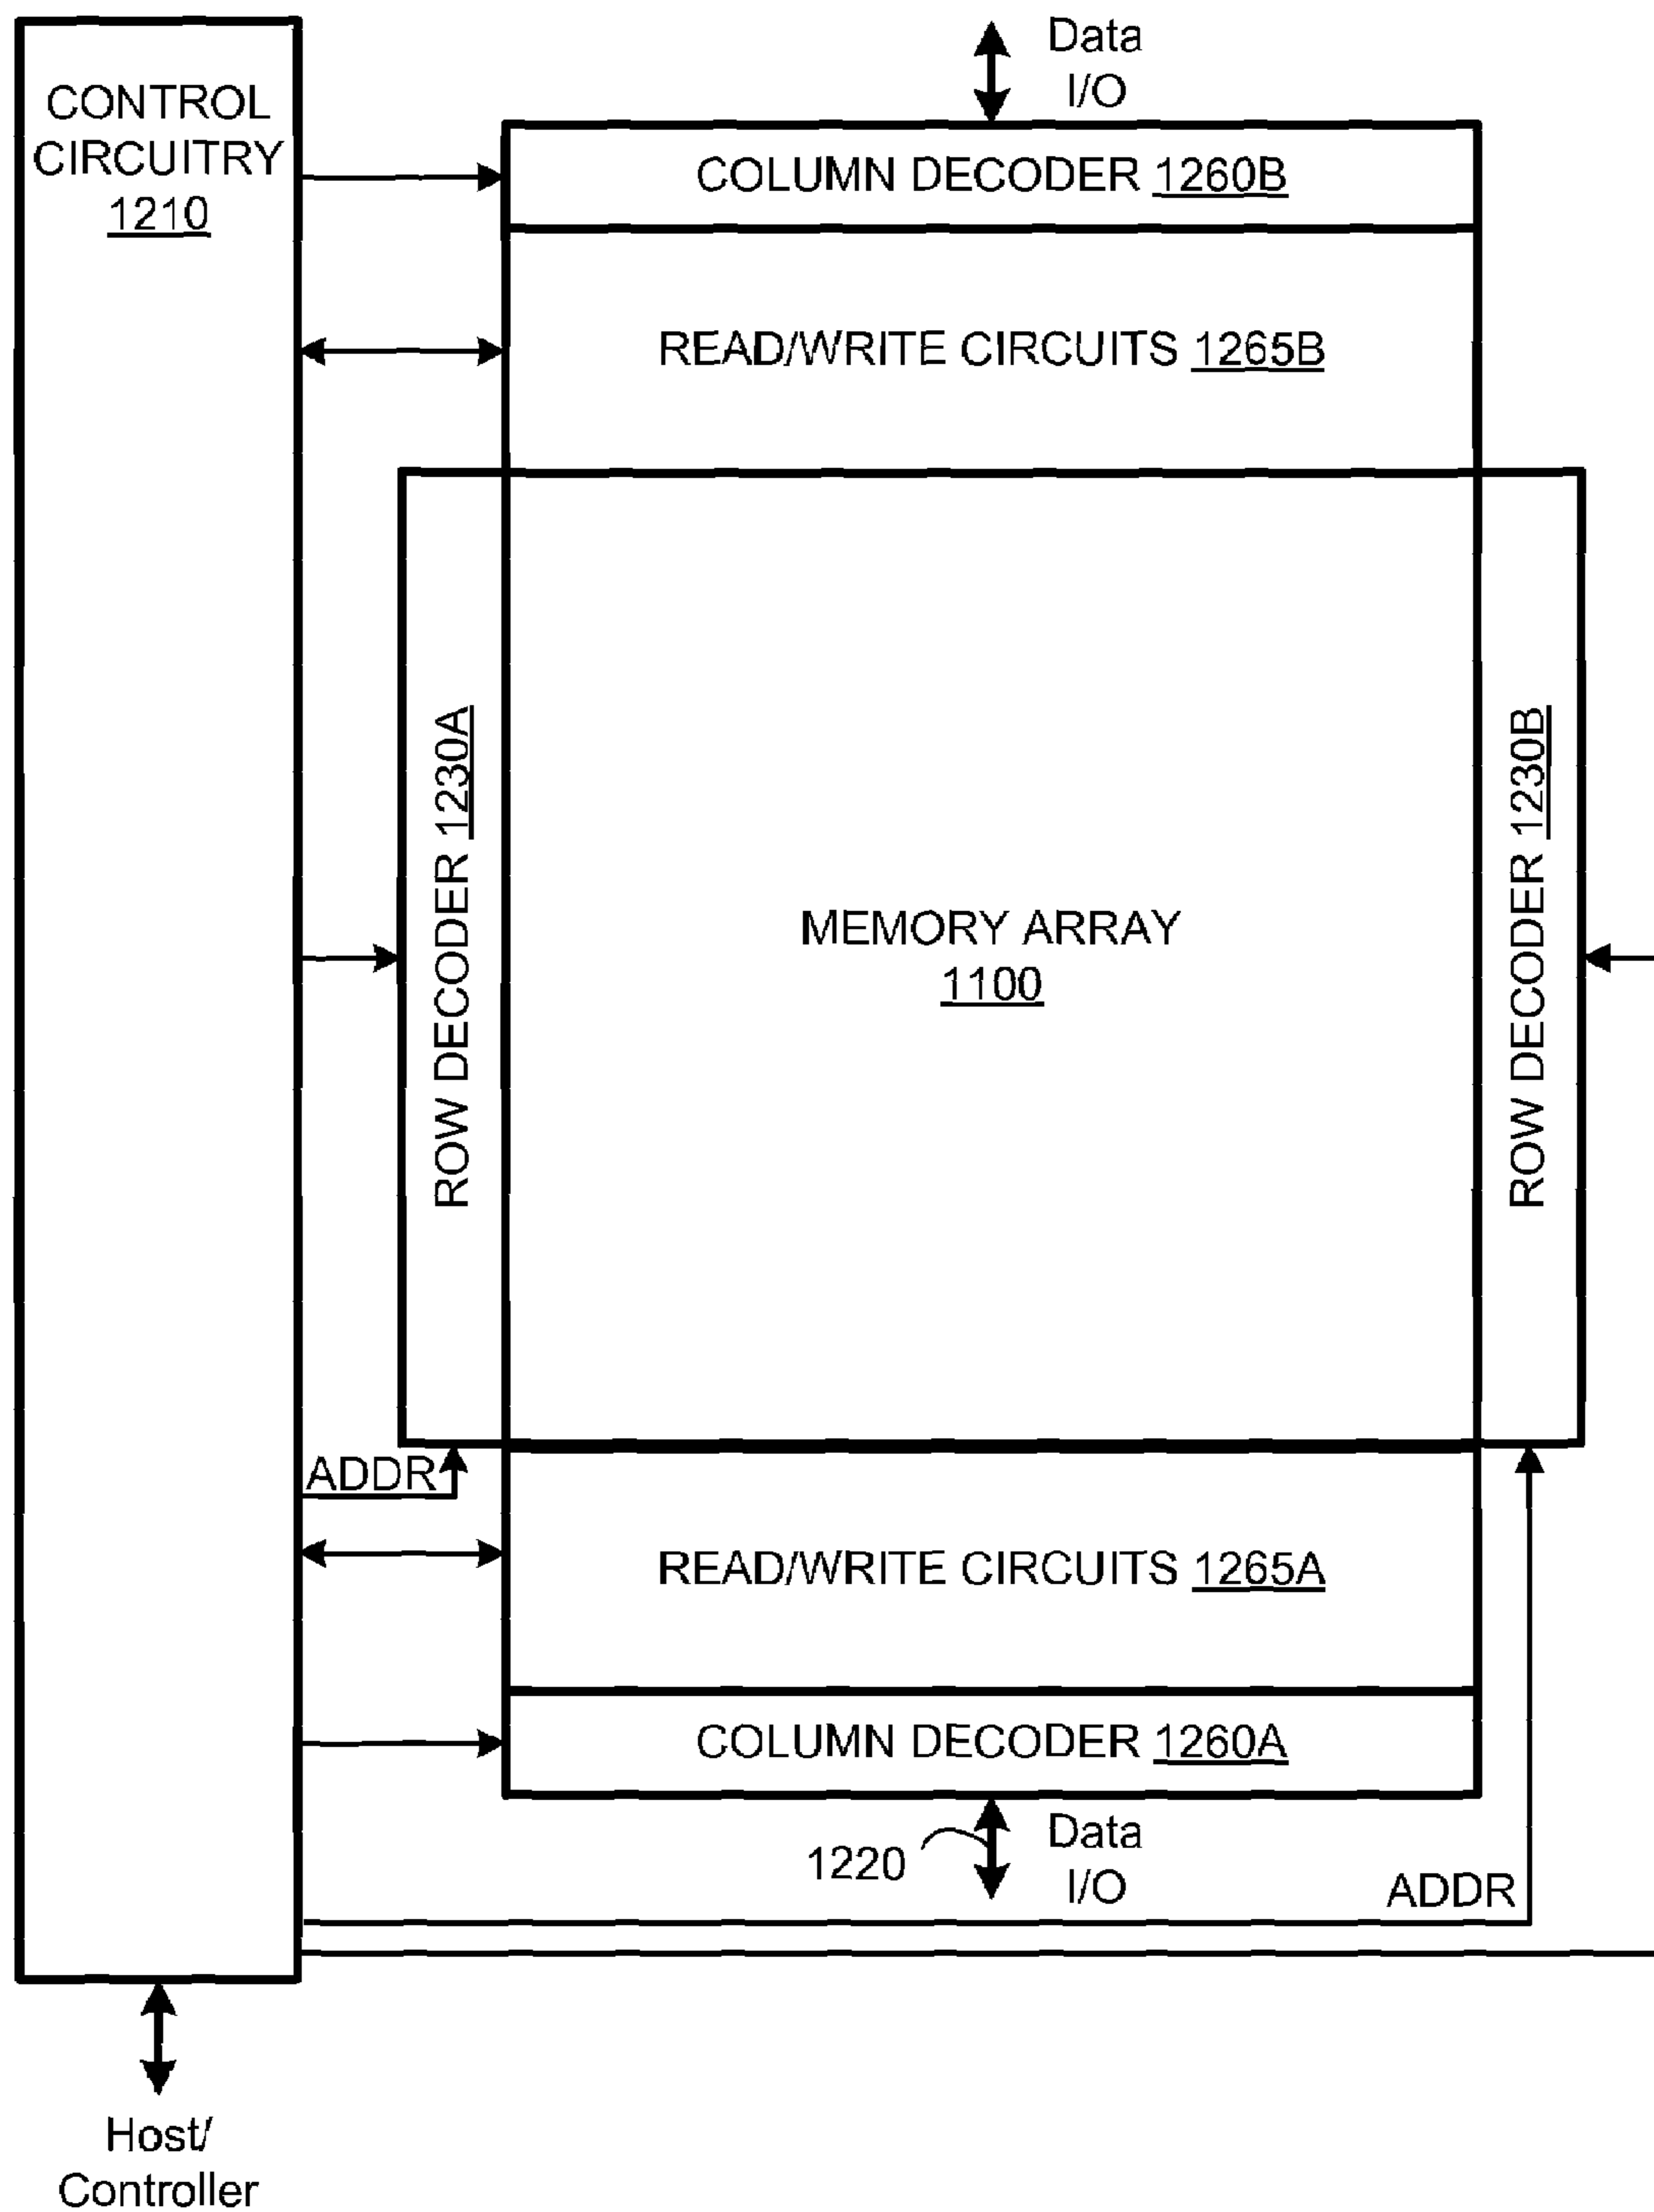 CONTROL
CIRCUITRY
1210
Data
I/O
COLUMN DECODER 1260B
READ/WRITE CIRCUITS 1265B
ROW DECODER 1230A
MEMORY ARRAY
1100
ROW DECODER 1230B
ADDR
READ/WRITE CIRCUITS 1265A
COLUMN DECODER 1260A
1220
Data
I/O
ADDR
Host/
Controller